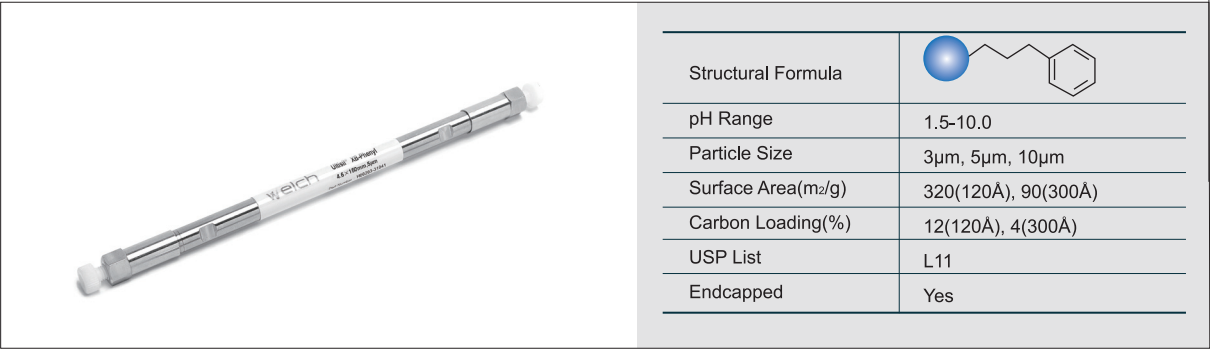 welch
Ultisil® XB-Phenyl
4.6×150mm,5μm
Structural Formula
pH Range 1.5-10.0
Particle Size 3μm, 5μm, 10μm
Surface Area(m2/g) 320(120Å), 90(300Å)
Carbon Loading(%) 12(120Å), 4(300Å)
USP List L11
Endcapped Yes